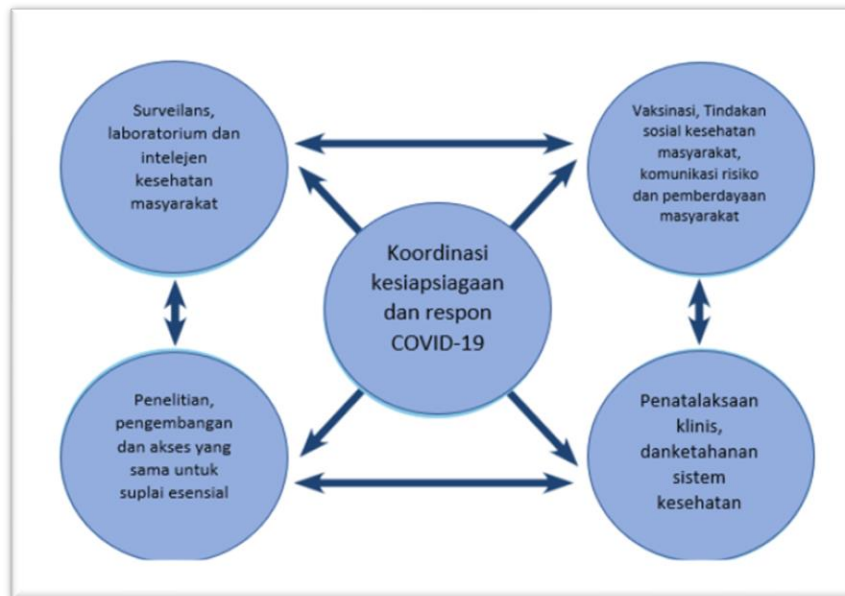 Surveilans,
laboratorium dan
intelejen
kesehatan
masyarakat
Vaksinasi, Tindakan
sosial kesehatan
masyarakat,
komunikasi risiko
dan pemberdayaan
masyarakat
Koordinasi
kesiapsiagaan
dan respon
COVID-19
Penelitian,
pengembangan
dan akses yang
sama untuk
suplai esensial
Penatalaksaan
klinis,
danketahanan
sistem
kesehatan